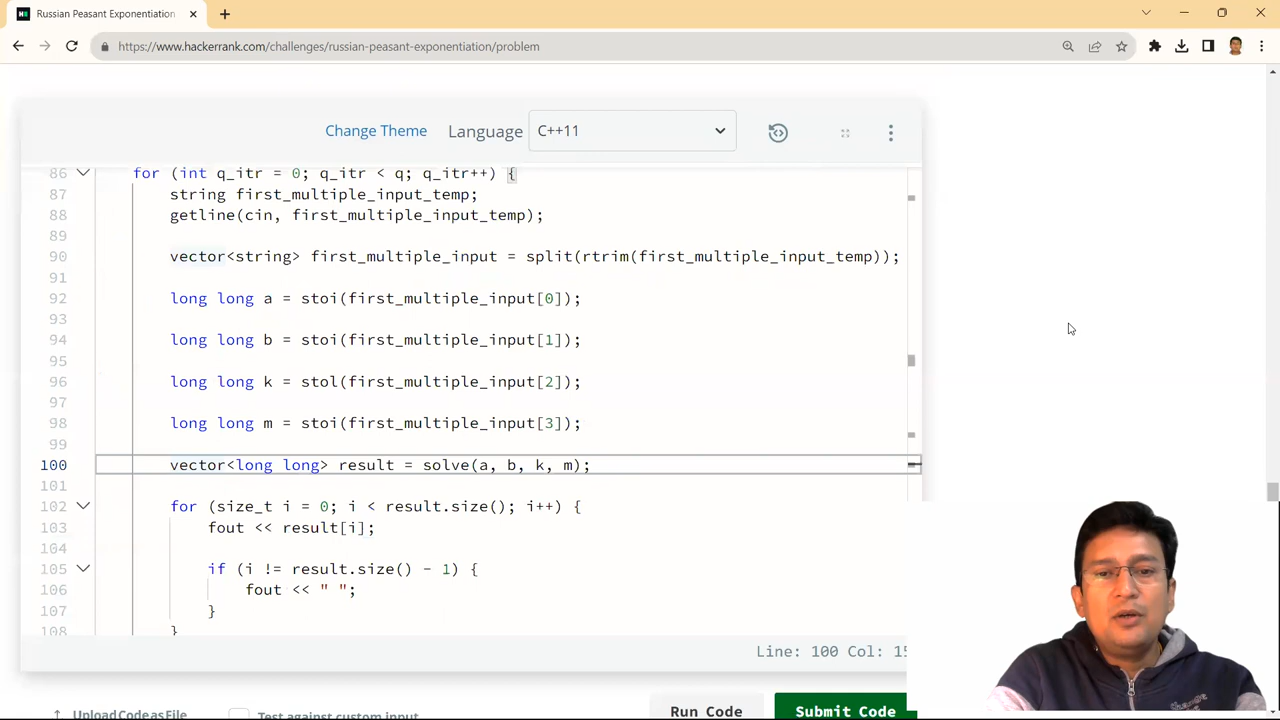 Russian Peasant Exponentiation
https://www.hackerrank.com/challenges/russian-peasant-exponentiation/problem
Change Theme Language C++11
86 for (int q_itr = 0; q_itr < q; q_itr++) {
87 string first_multiple_input_temp;
88 getline(cin, first_multiple_input_temp);
89
90 vector<string> first_multiple_input = split(rtrim(first_multiple_input_temp));
91
92 long long a = stoi(first_multiple_input[0]);
93
94 long long b = stoi(first_multiple_input[1]);
95
96 long long k = stol(first_multiple_input[2]);
97
98 long long m = stoi(first_multiple_input[3]);
99
100 vector<long long> result = solve(a, b, k, m);
101
102 for (size_t i = 0; i < result.size(); i++) {
103 fout << result[i];
104
105 if (i != result.size() - 1) {
106 fout << " ";
107 }
108 }
Line: 100 Col: 15
Upload Code as File Test against custom input Run Code Submit Code